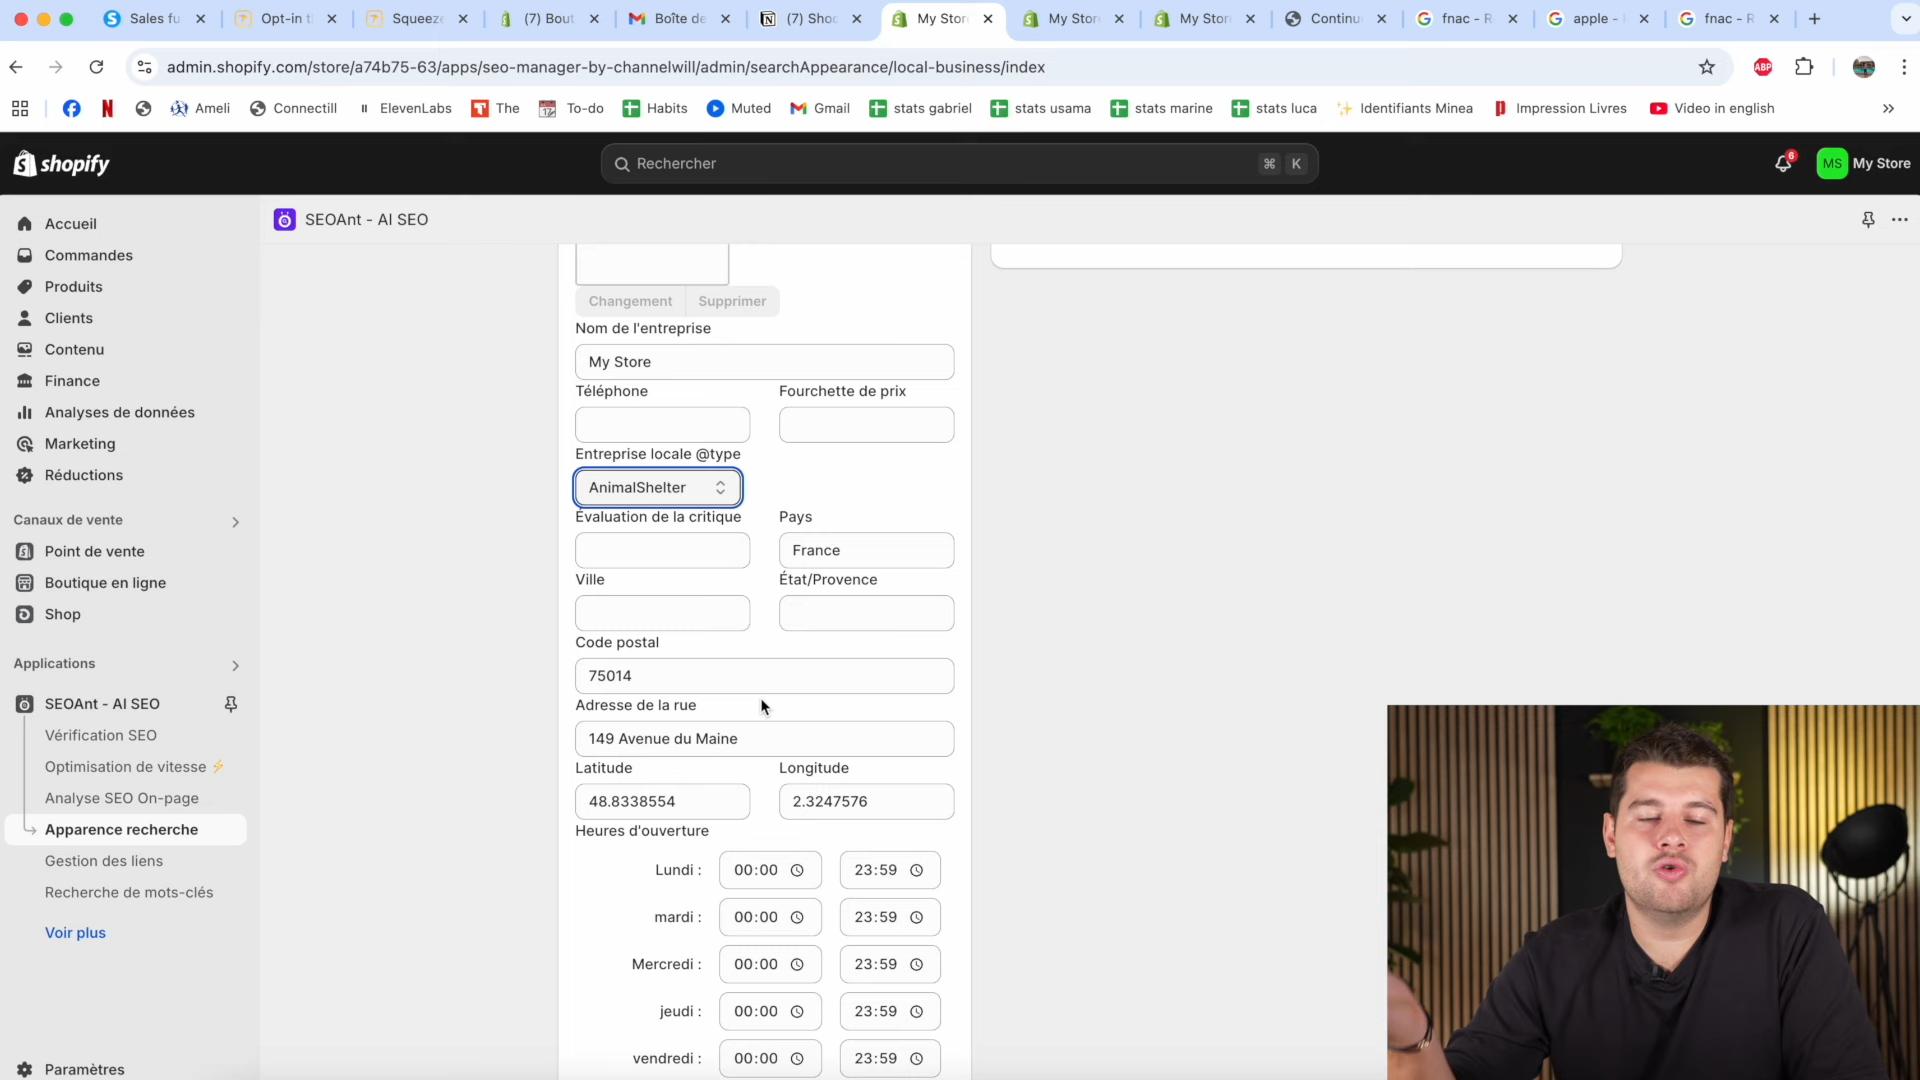 Sales fu
Opt-in t
Squeeze
(7) Bout
Boîte de
(7) Shoc
My Stor
My Stor
My Stor
Continu
fnac - R
apple -
fnac - R
admin.shopify.com/store/a74b75-63/apps/seo-manager-by-channelwill/admin/searchAppearance/local-business/index
ABP
Ameli
Connectill
ElevenLabs
The
To-do
Habits
Muted
Gmail
stats gabriel
stats usama
stats marine
stats luca
Identifiants Minea
Impression Livres
Video in english
shopify
Rechercher
⌘ K
6
MS
My Store
SEOAnt - AI SEO
Accueil
Commandes
Produits
Clients
Contenu
Finance
Analyses de données
Marketing
Réductions
Canaux de vente
Point de vente
Boutique en ligne
Shop
Applications
SEOAnt - AI SEO
Vérification SEO
Optimisation de vitesse ⚡
Analyse SEO On-page
Apparence recherche
Gestion des liens
Recherche de mots-clés
Voir plus
Paramètres
Changement Supprimer
Nom de l'entreprise
My Store
Téléphone Fourchette de prix
Entreprise locale @type
AnimalShelter
Évaluation de la critique Pays
France
Ville État/Provence
Code postal
75014
Adresse de la rue
149 Avenue du Maine
Latitude Longitude
48.8338554 2.3247576
Heures d'ouverture
Lundi : 00:00 23:59
mardi : 00:00 23:59
Mercredi : 00:00 23:59
jeudi : 00:00 23:59
vendredi : 00:00 23:59